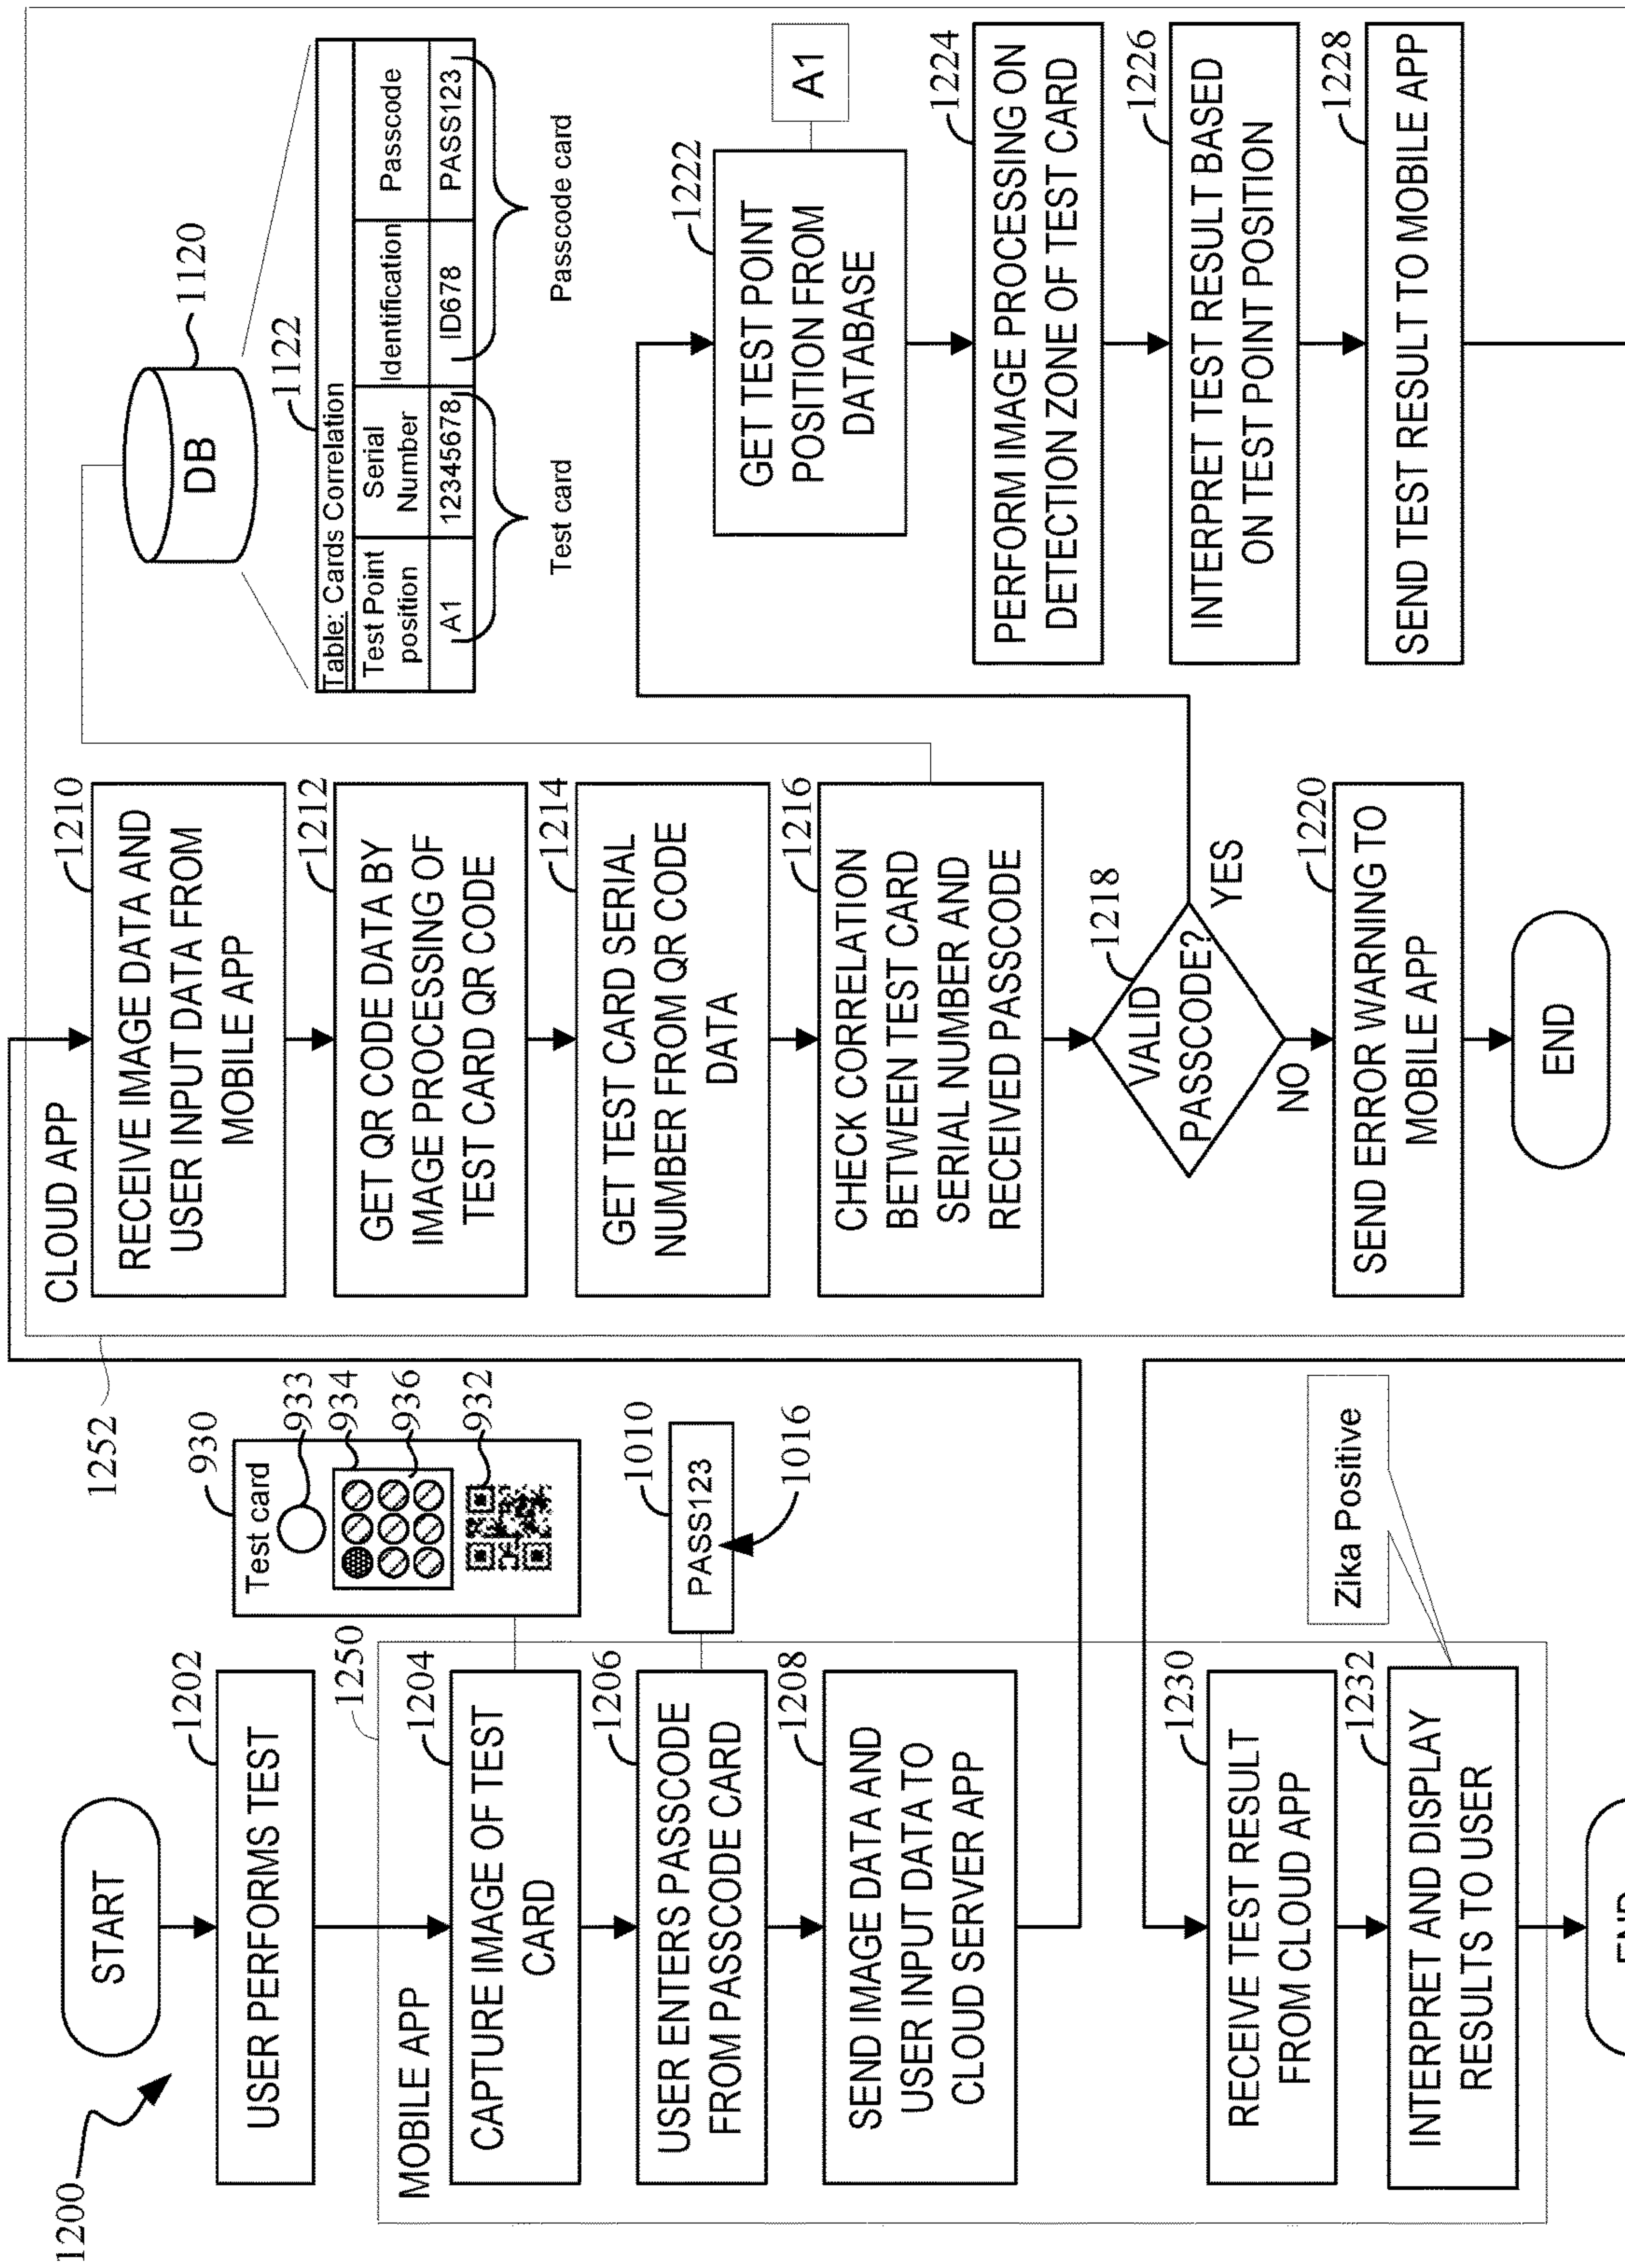 1200
START
1202
USER PERFORMS TEST
1250
MOBILE APP
1204
CAPTURE IMAGE OF TEST
CARD
1206
USER ENTERS PASSCODE
FROM PASSCODE CARD
1208
SEND IMAGE DATA AND
USER INPUT DATA TO
CLOUD SERVER APP
1230
RECEIVE TEST RESULT
FROM CLOUD APP
1232
INTERPRET AND DISPLAY
RESULTS TO USER
Zika Positive
930
Test card
933
934
936
932
1010
PASS123
1016
1252
CLOUD APP
1210
RECEIVE IMAGE DATA AND
USER INPUT DATA FROM
MOBILE APP
1212
GET QR CODE DATA BY
IMAGE PROCESSING OF
TEST CARD QR CODE
1214
GET TEST CARD SERIAL
NUMBER FROM QR CODE
DATA
1216
CHECK CORRELATION
BETWEEN TEST CARD
SERIAL NUMBER AND
RECEIVED PASSCODE
1218
VALID
PASSCODE?
YES
NO
1220
SEND ERROR WARNING TO
MOBILE APP
END
DB
1120
1122
Table: Cards Correlation
Test Point position
Serial Number
Identification
Passcode
A1
12345678
ID678
PASS123
Test card
Passcode card
1222
GET TEST POINT
POSITION FROM
DATABASE
A1
1224
PERFORM IMAGE PROCESSING ON
DETECTION ZONE OF TEST CARD
1226
INTERPRET TEST RESULT BASED
ON TEST POINT POSITION
1228
SEND TEST RESULT TO MOBILE APP